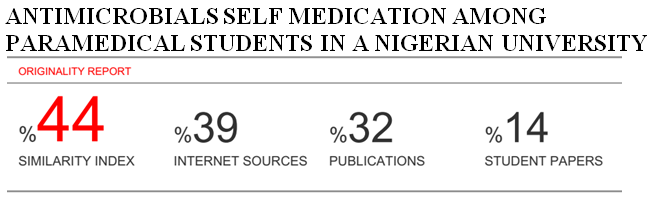 ANTIMICROBIALS SELF MEDICATION AMONG
PARAMEDICAL STUDENTS IN A NIGERIAN UNIVERSITY
ORIGINALITY REPORT
%44 %39 %32 %14
SIMILARITY INDEX INTERNET SOURCES PUBLICATIONS STUDENT PAPERS